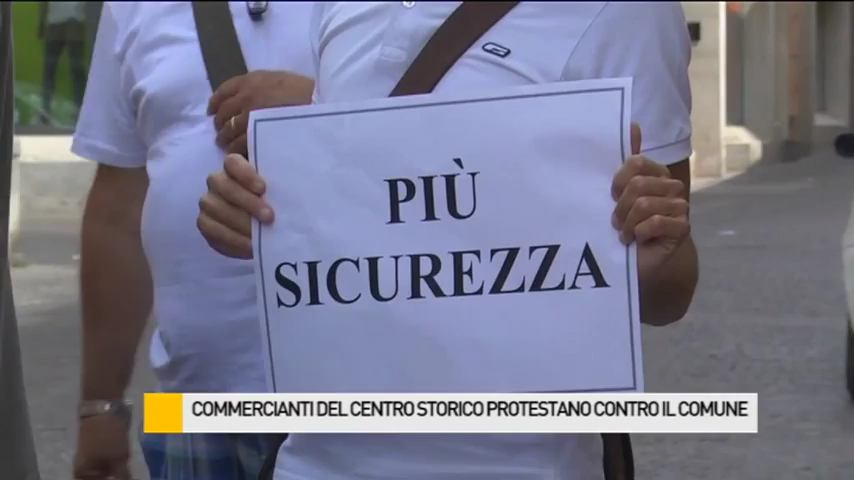 PIÙ
SICUREZZA
COMMERCIANTI DEL CENTRO STORICO PROTESTANO CONTRO IL COMUNE